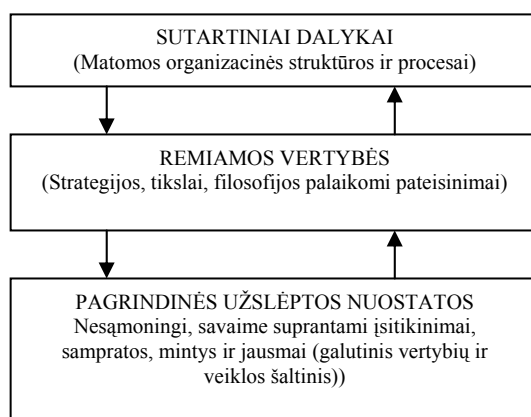 SUTARTINIAI DALYKAI
(Matomos organizacinės struktūros ir procesai)
REMIAMOS VERTYBĖS
(Strategijos, tikslai, filosofijos palaikomi pateisinimai)
PAGRINDINĖS UŽSLĖPTOS NUOSTATOS
Nesąmoningi, savaime suprantami įsitikinimai,
sampratos, mintys ir jausmai (galutinis vertybių ir
veiklos šaltinis))